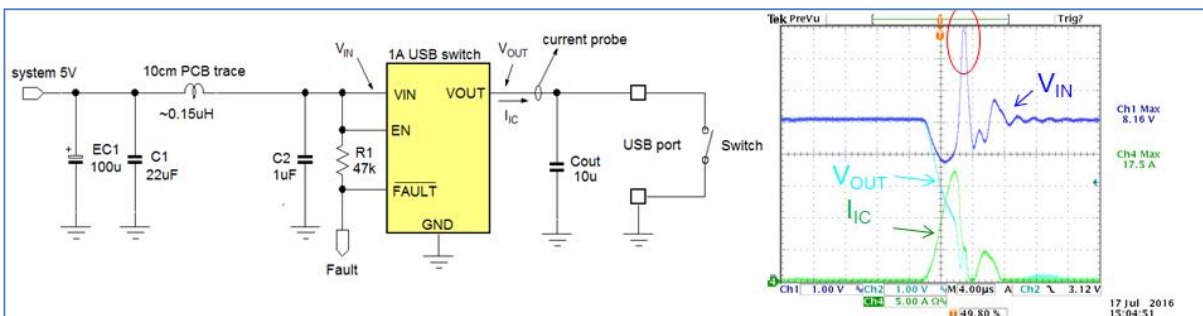 system 5V
10cm PCB trace
~0.15uH
+
EC1
100u
C1
22uF
C2
1uF
R1
47k
Fault
VIN
1A USB switch
VIN
VOUT
EN
FAULT
GND
VOUT
IIC
current probe
Cout
10u
USB port
Switch
Tek PreVu
Trig?
VIN
VOUT
IIC
Ch1 Max
8.16 V
Ch4 Max
17.5 A
Ch1 1.00 V Ch2 1.00 V M 4.00µs A Ch2 3.12 V
Ch4 5.00 A Ω
49.80 %
17 Jul 2016
15:04:51